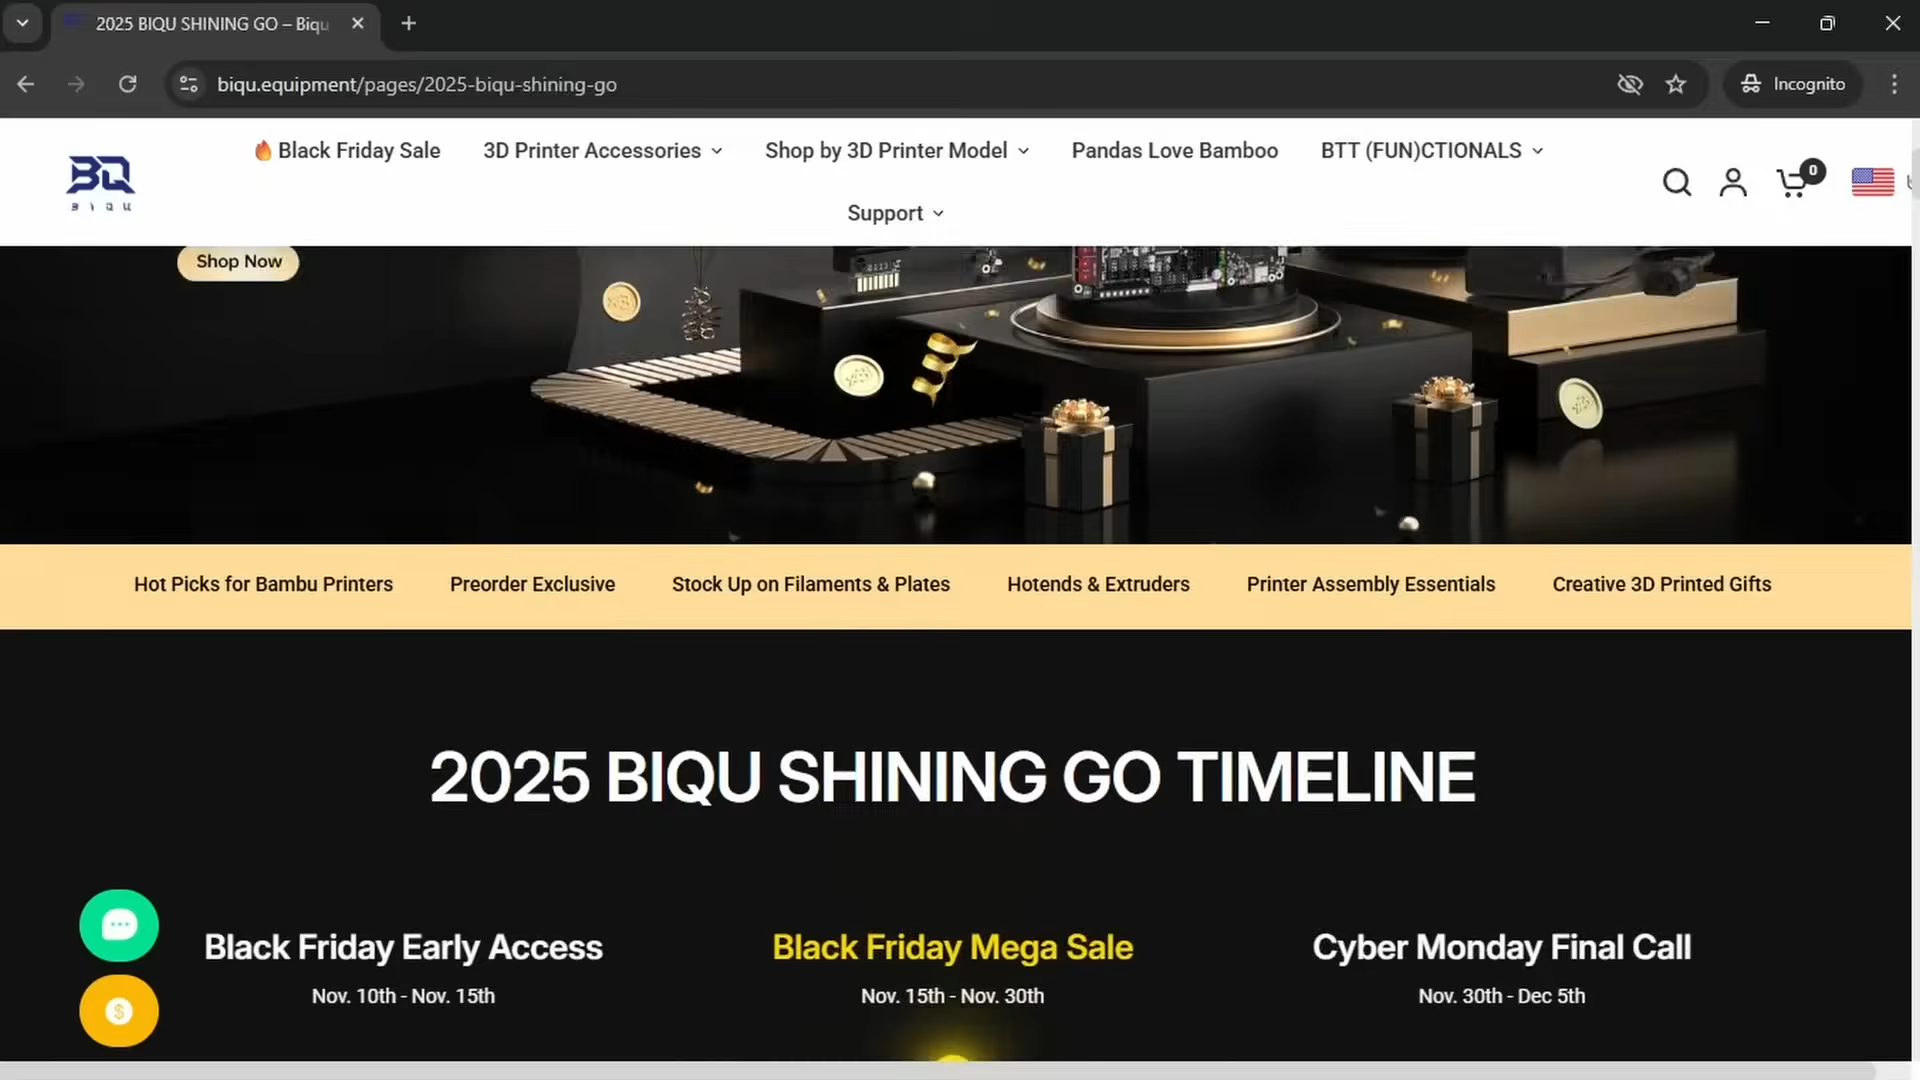 2025 BIQU SHINING GO – Biqu
biqu.equipment/pages/2025-biqu-shining-go
Incognito
BIQU
🔥Black Friday Sale
3D Printer Accessories
Shop by 3D Printer Model
Pandas Love Bamboo
BTT (FUN)CTIONALS
Support
0
Shop Now
Hot Picks for Bambu Printers
Preorder Exclusive
Stock Up on Filaments & Plates
Hotends & Extruders
Printer Assembly Essentials
Creative 3D Printed Gifts
2025 BIQU SHINING GO TIMELINE
Black Friday Early Access
Nov. 10th - Nov. 15th
Black Friday Mega Sale
Nov. 15th - Nov. 30th
Cyber Monday Final Call
Nov. 30th - Dec 5th